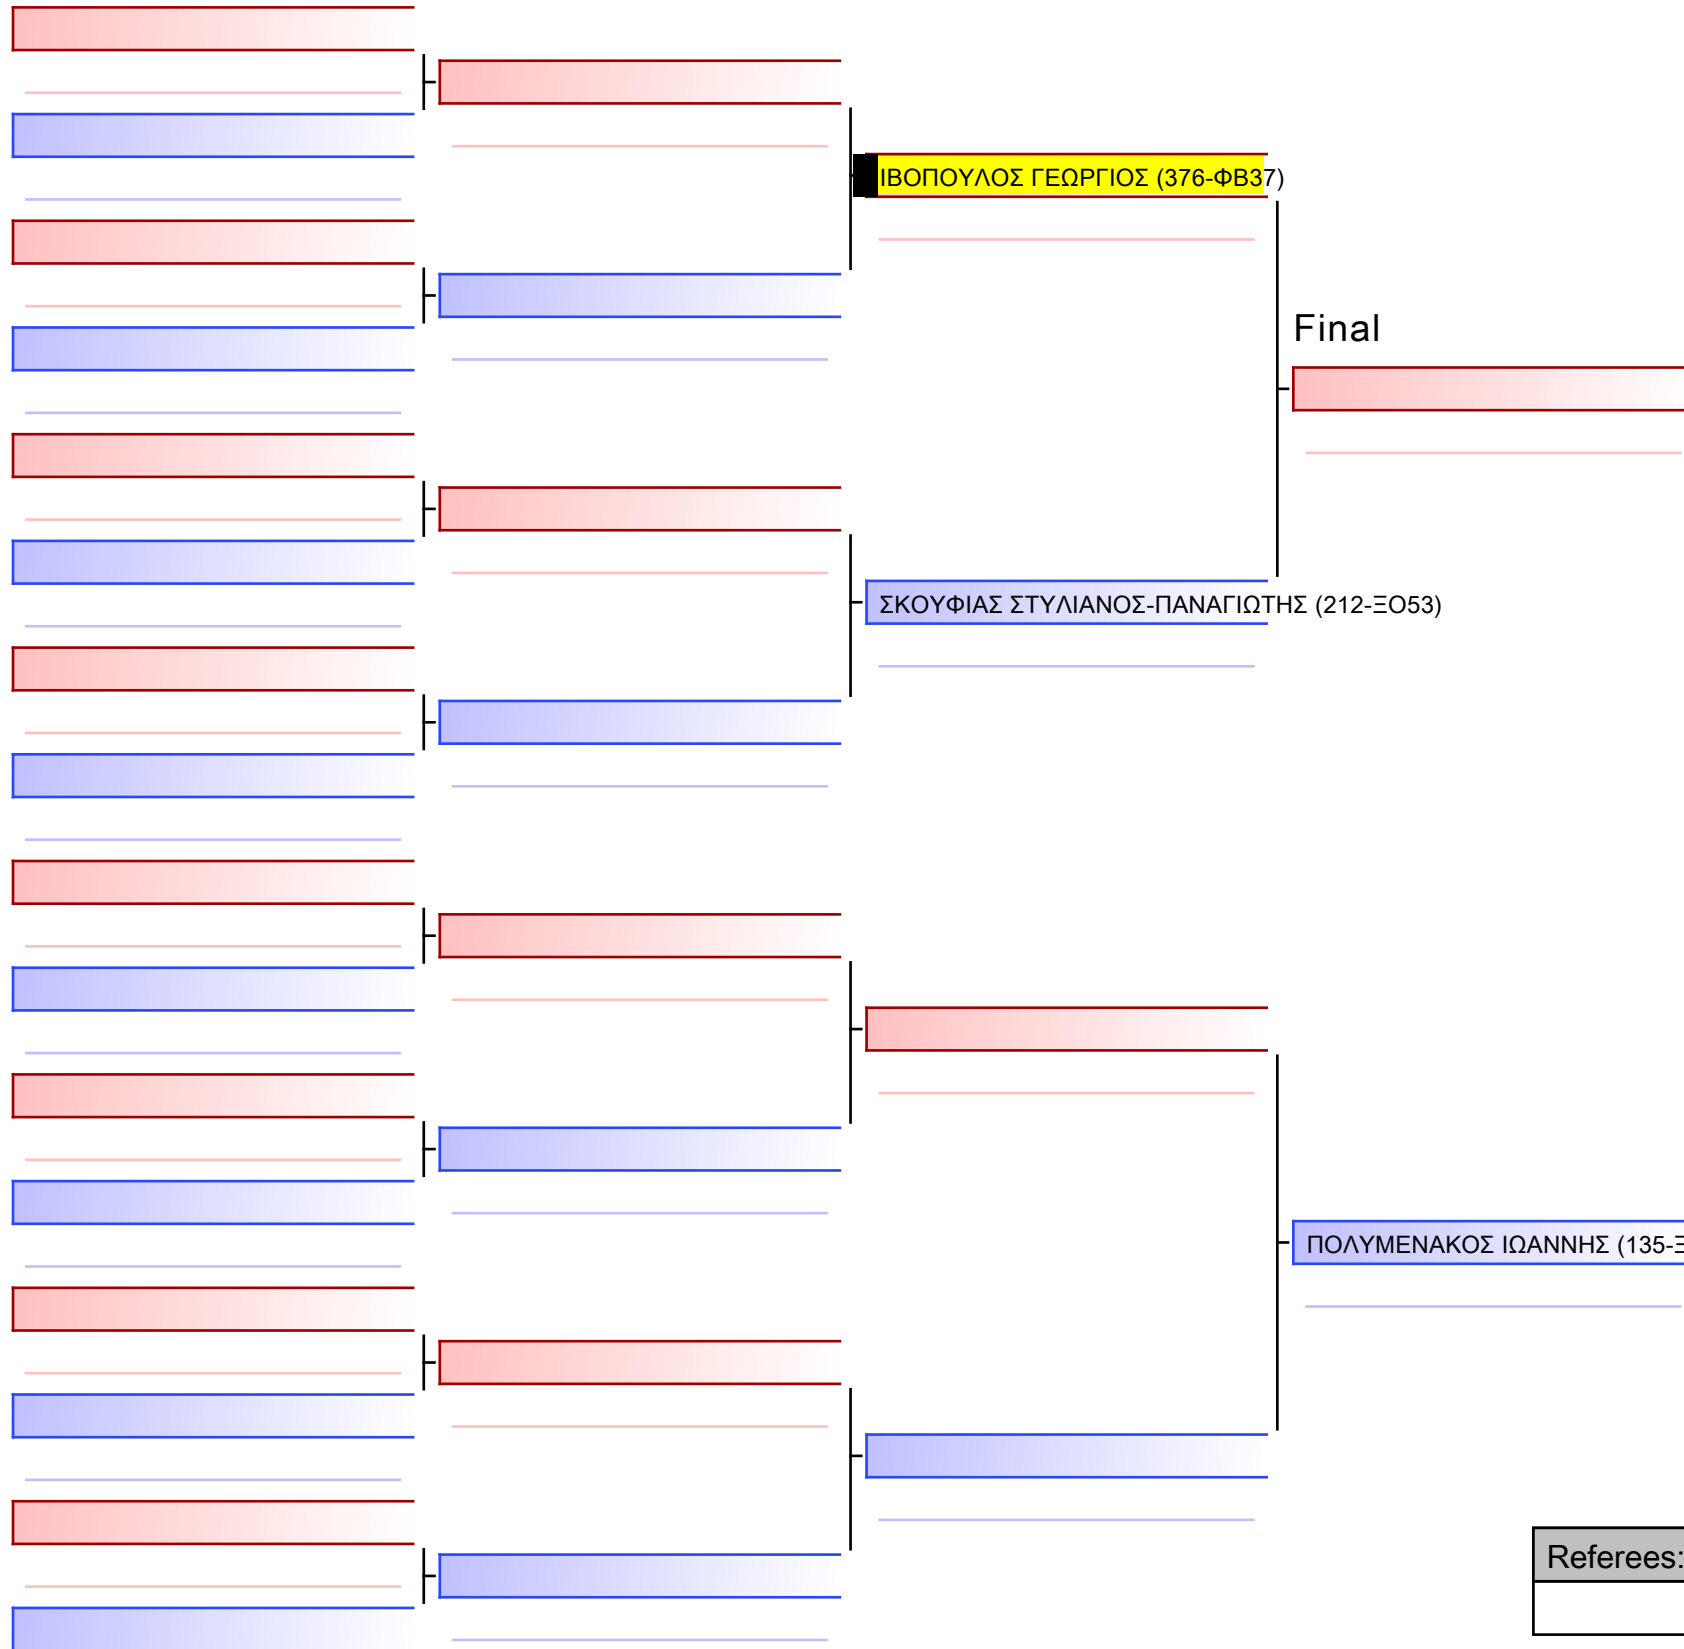 ΙΒΟΠΟΥΛΟΣ ΓΕΩΡΓΙΟΣ (376-ΦΒ37)
Final
ΣΚΟΥΦΙΑΣ ΣΤΥΛΙΑΝΟΣ-ΠΑΝΑΓΙΩΤΗΣ (212-ΞΟ53)
ΠΟΛΥΜΕΝΑΚΟΣ ΙΩΑΝΝΗΣ (135-Ξ
Referees: